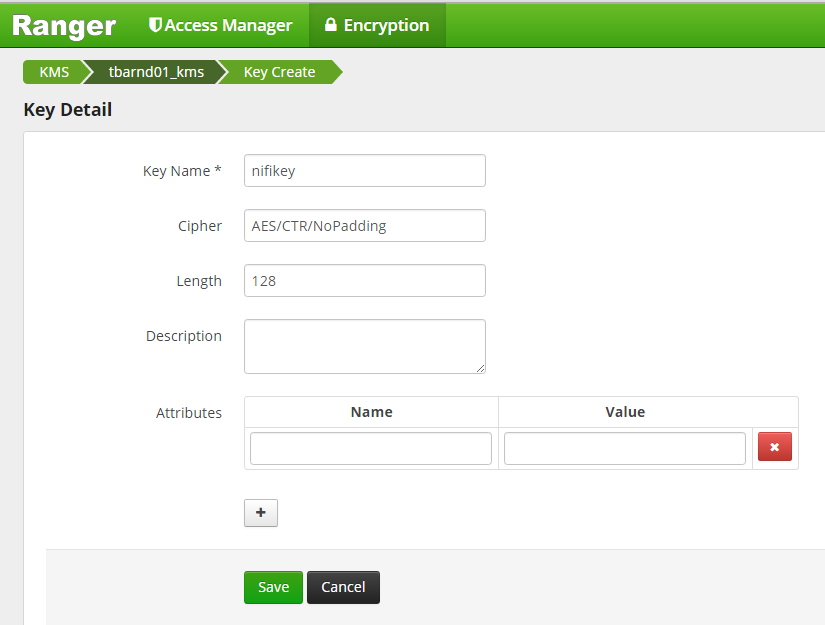 Ranger Access Manager Encryption
KMS tbarnd01_kms Key Create
Key Detail
Key Name * nifikey
Cipher AES/CTR/NoPadding
Length 128
Description
Attributes Name Value
+
Save Cancel